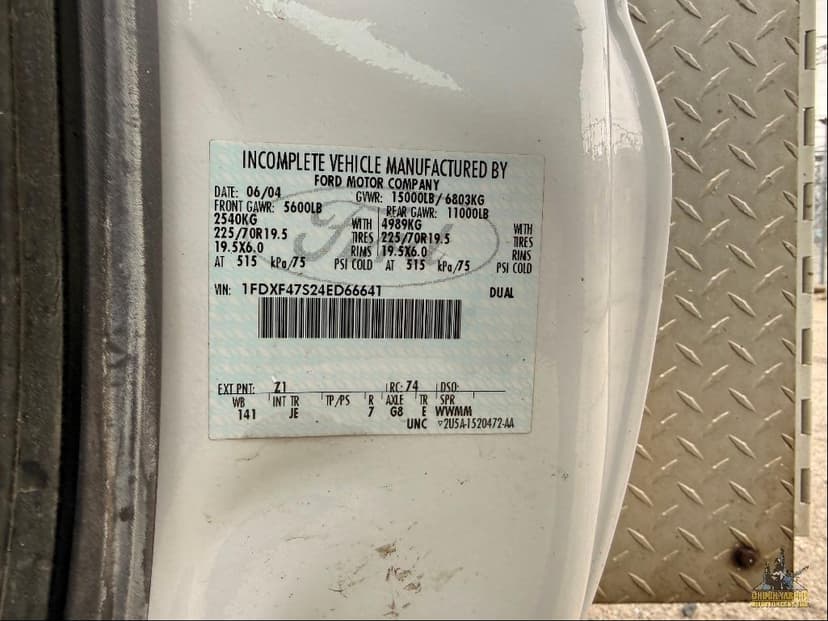 INCOMPLETE VEHICLE MANUFACTURED BY
FORD MOTOR COMPANY
DATE: 06/04 GVWR: 15000LB/ 6803KG
FRONT GAWR: 5600LB REAR GAWR: 11000LB
2540KG WITH 4989KG WITH
225/70R19.5 TIRES 225/70R19.5 TIRES
19.5X6.0 RIMS 19.5X6.0 RIMS
AT 515 kPa/75 PSI COLD AT 515 kPa/75 PSI COLD
VIN: 1FDXF47S24ED66641 DUAL
EXT PNT: Z1 RC: 74 DSO:
WB INT TR TP/PS R AXLE TR SPR
141 JE 7 G8 E WWMM
UNC 2U5A-1520472-AA
Ford